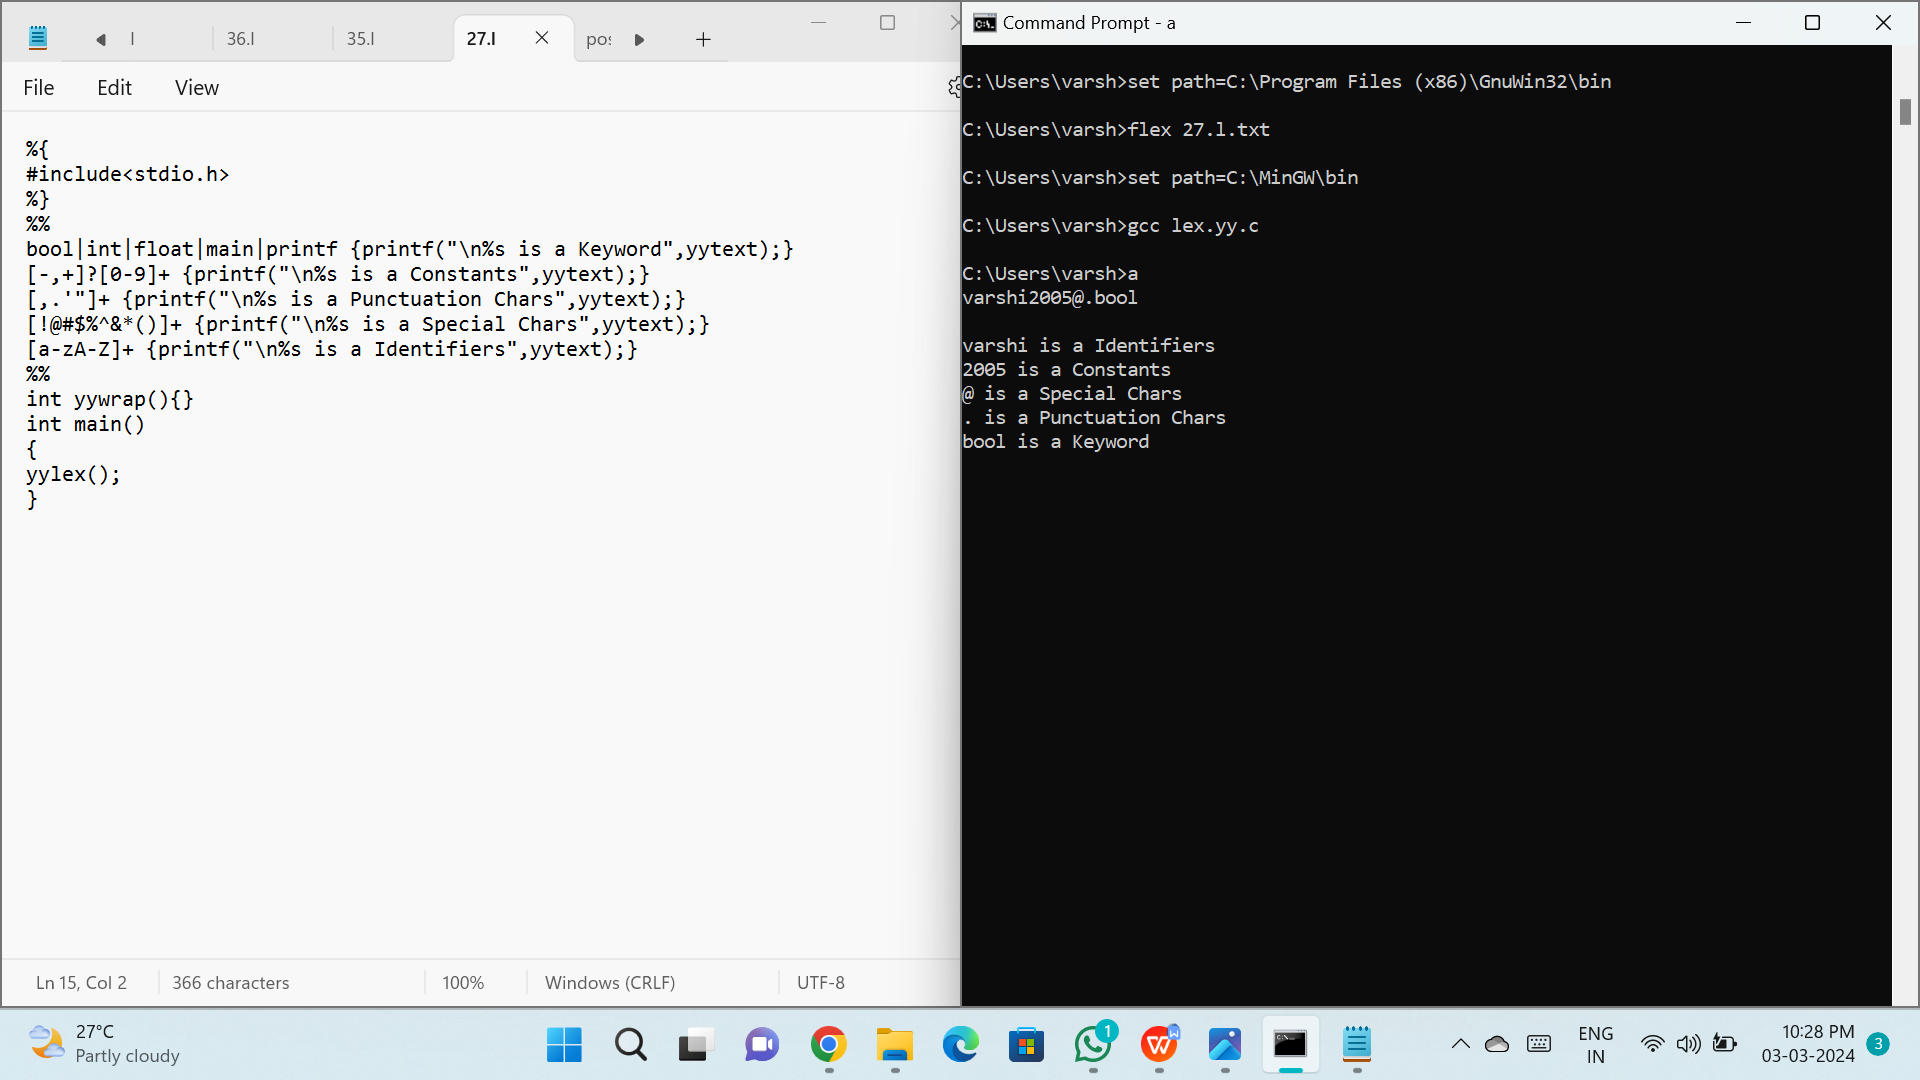 I
36.l
35.l
27.l
pos
File
Edit
View
%{
#include<stdio.h>
%}
%%
bool|int|float|main|printf {printf("\n%s is a Keyword",yytext);}
[-,+]?[0-9]+ {printf("\n%s is a Constants",yytext);}
[,.'"]+ {printf("\n%s is a Punctuation Chars",yytext);}
[!@#$%^&*()]+ {printf("\n%s is a Special Chars",yytext);}
[a-zA-Z]+ {printf("\n%s is a Identifiers",yytext);}
%%
int yywrap(){}
int main()
{
yylex();
}
Ln 15, Col 2
366 characters
100%
Windows (CRLF)
UTF-8
Command Prompt - a
C:\Users\varsh>set path=C:\Program Files (x86)\GnuWin32\bin
C:\Users\varsh>flex 27.l.txt
C:\Users\varsh>set path=C:\MinGW\bin
C:\Users\varsh>gcc lex.yy.c
C:\Users\varsh>a
varshi2005@.bool
varshi is a Identifiers
2005 is a Constants
@ is a Special Chars
. is a Punctuation Chars
bool is a Keyword
27°C
Partly cloudy
1
W
ENG
IN
10:28 PM
03-03-2024
3